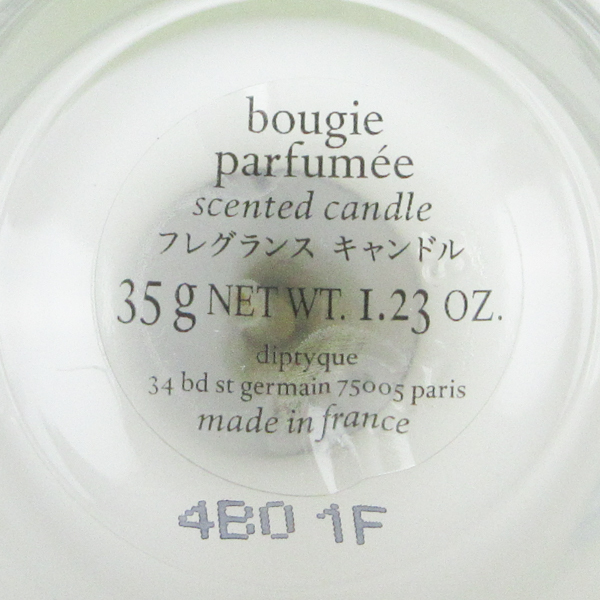 bougie
parfumée
scented candle
フレグランス キャンドル
35 g NET WT. 1.23 OZ.
diptyque
34 bd st germain 75005 paris
made in france
4B0 1F